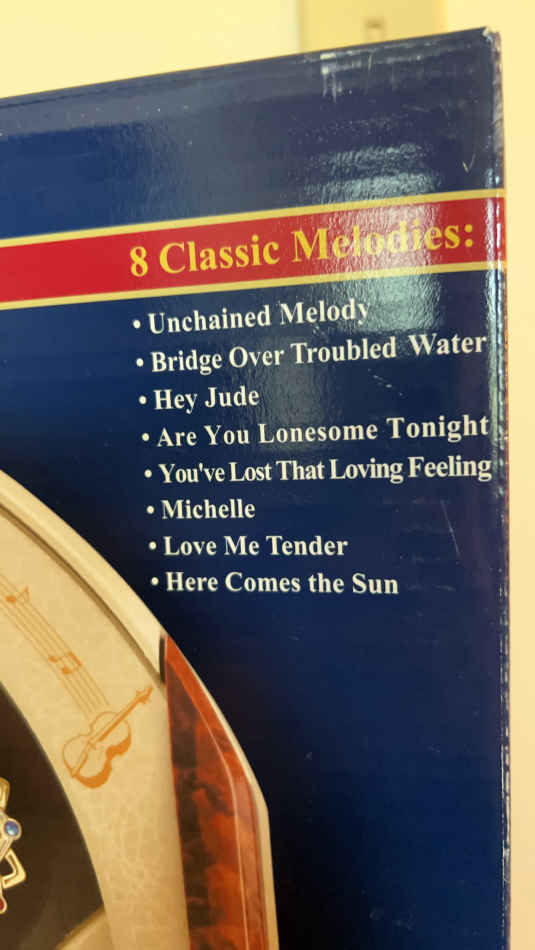 8 Classic Melodies:
• Unchained Melody
• Bridge Over Troubled Water
• Hey Jude
• Are You Lonesome Tonight
• You've Lost That Loving Feeling
• Michelle
• Love Me Tender
• Here Comes the Sun